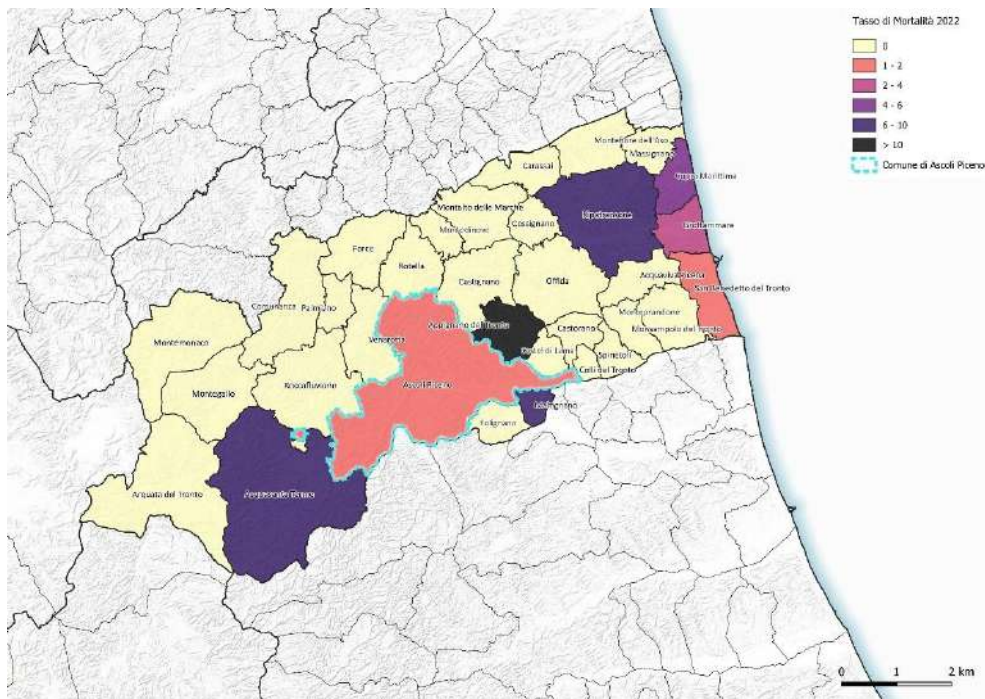 Tasso di Mortalità 2022
0
1 - 2
2 - 4
4 - 6
6 - 10
> 10
Comune di Ascoli Piceno
Montefiore dell'Aso
Massignano
Carassai
Cupra Marittima
Ripatransone
Montalto delle Marche
Cossignano
Montedinove
Grottammare
Force
Rotella
Castignano
Offida
Acquaviva Picena
San Benedetto del Tronto
Comunanza
Palmiano
Monteprandone
Appignano del Tronto
Castorano
Monsampolo del Tronto
Montemonaco
Venarotta
Castel di Lama
Spinetoli
Colli del Tronto
Montegallo
Roccafluvione
Ascoli Piceno
Maltignano
Folignano
Arquata del Tronto
Acquasanta Terme
0 1 2 km